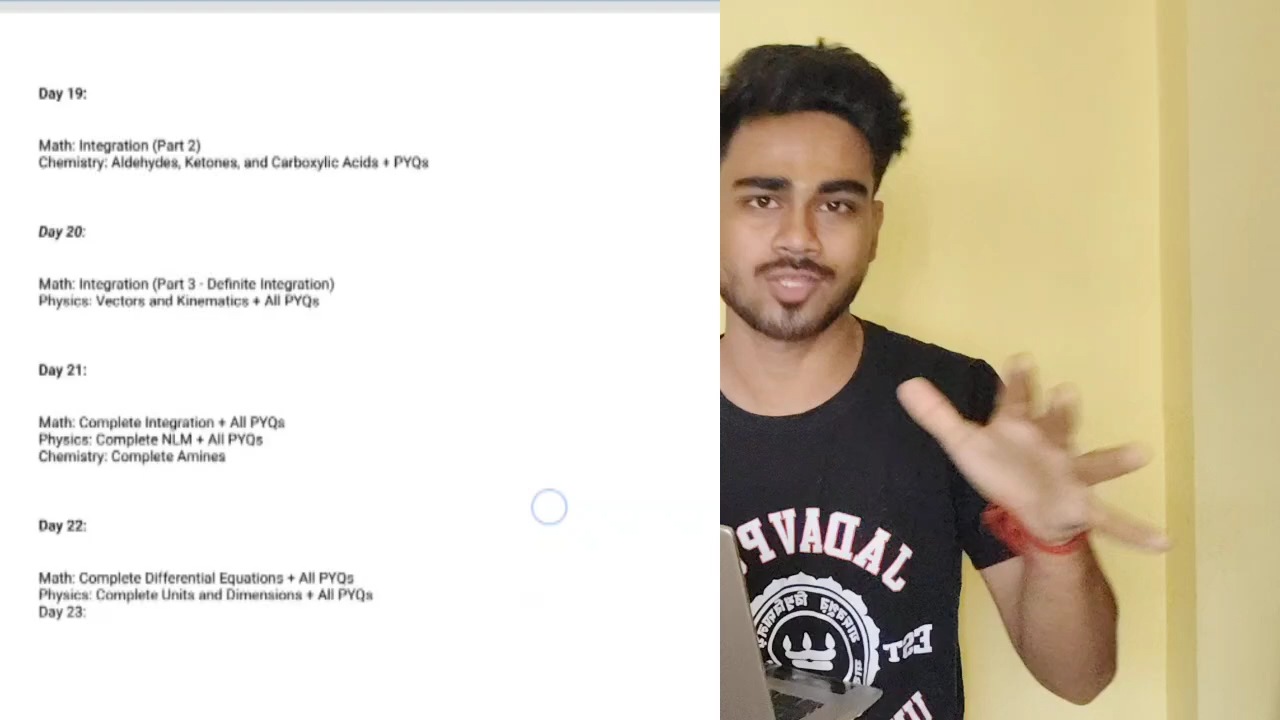 Day 19:
Math: Integration (Part 2)
Chemistry: Aldehydes, Ketones, and Carboxylic Acids + PYQs
Day 20:
Math: Integration (Part 3 - Definite Integration)
Physics: Vectors and Kinematics + All PYQs
Day 21:
Math: Complete Integration + All PYQs
Physics: Complete NLM + All PYQs
Chemistry: Complete Amines
Day 22:
Math: Complete Differential Equations + All PYQs
Physics: Complete Units and Dimensions + All PYQs
Day 23:
JADAVP
EST